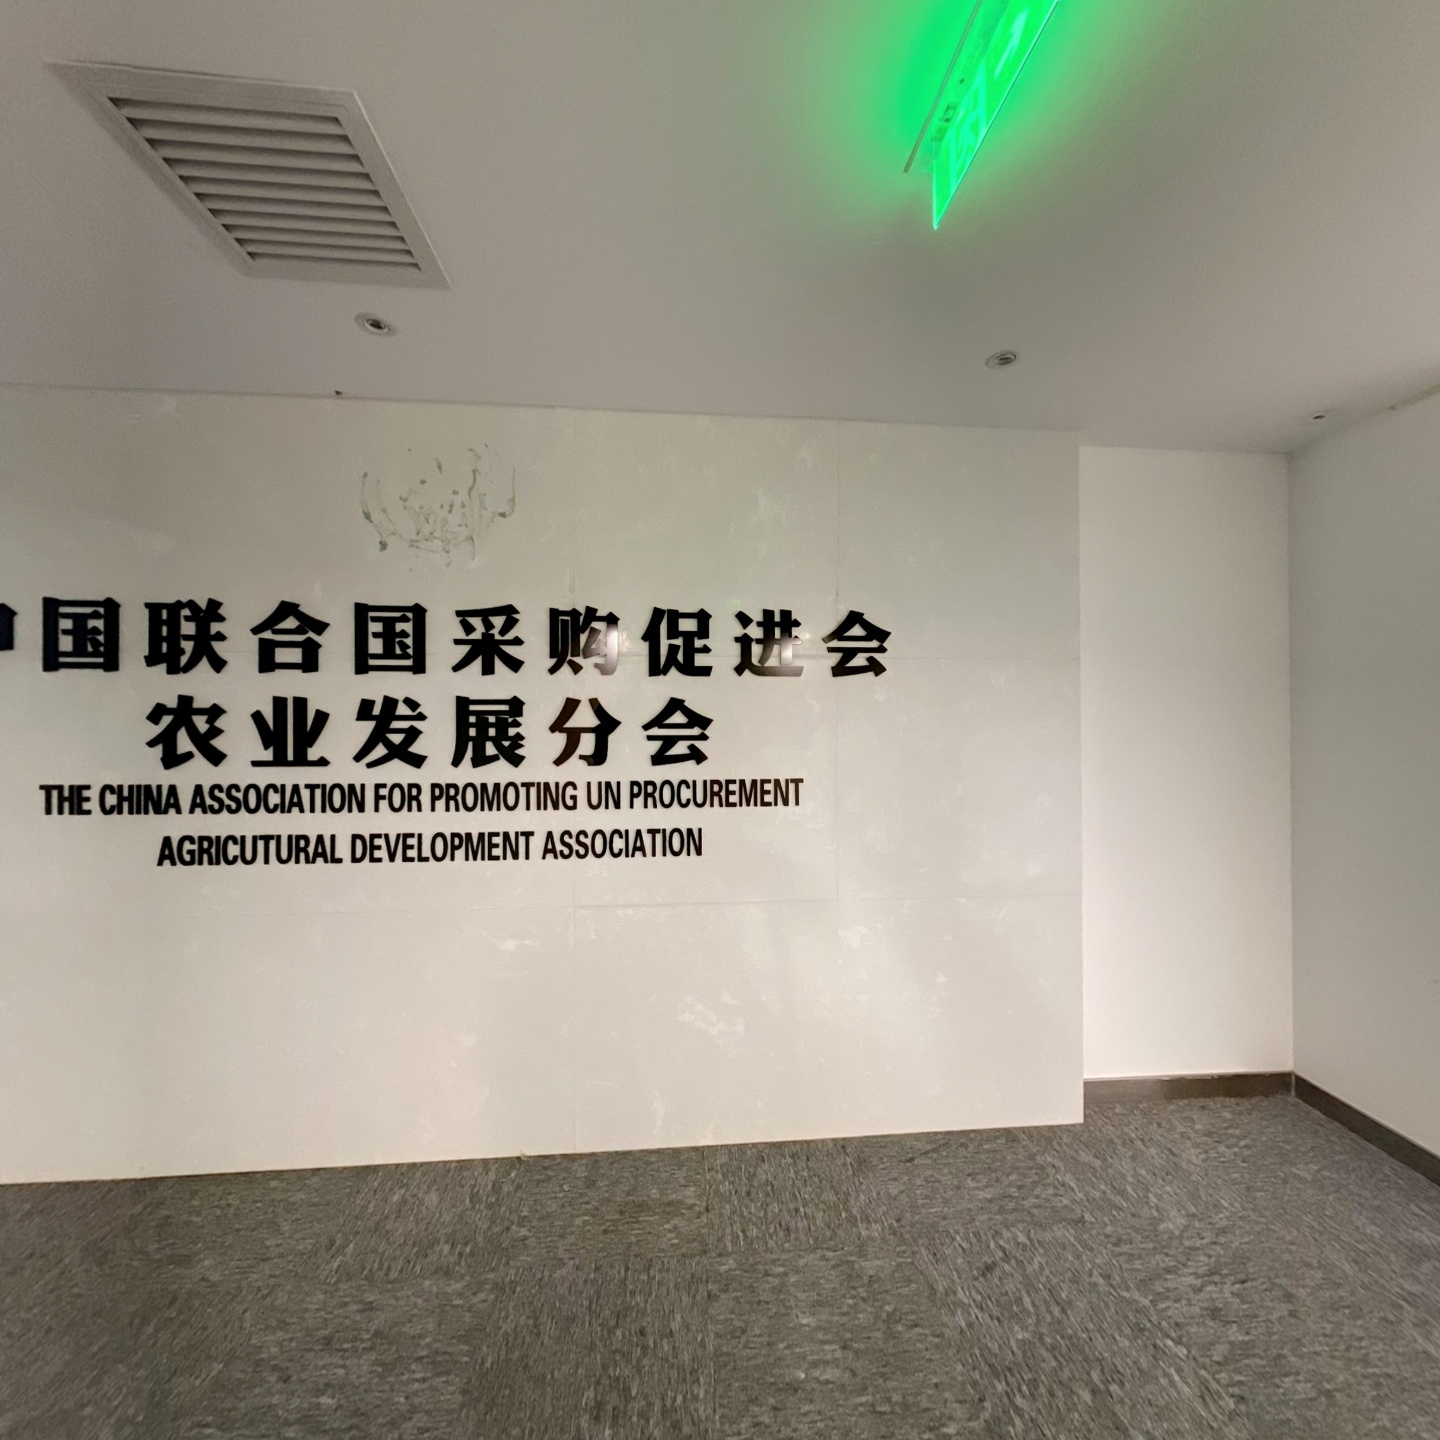 中国联合国采购促进会
农业发展分会
THE CHINA ASSOCIATION FOR PROMOTING UN PROCUREMENT
AGRICUTURAL DEVELOPMENT ASSOCIATION